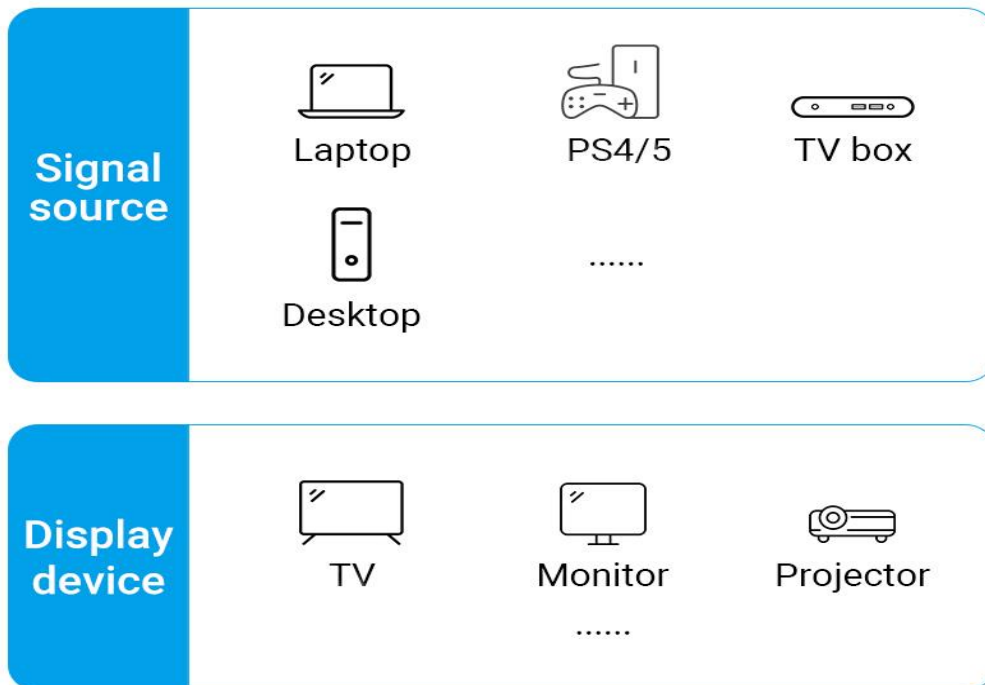 Signal
source
Laptop
PS4/5
TV box
Desktop
......
Display
device
TV
Monitor
Projector
......